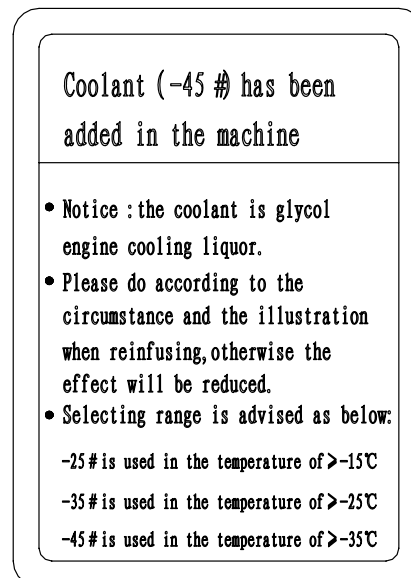 Coolant (-45 #) has been
added in the machine
• Notice : the coolant is glycol
engine cooling liquor.
• Please do according to the
circumstance and the illustration
when reinfusing, otherwise the
effect will be reduced.
• Selecting range is advised as below:
-25 # is used in the temperature of >-15℃
-35 # is used in the temperature of >-25℃
-45 # is used in the temperature of >-35℃